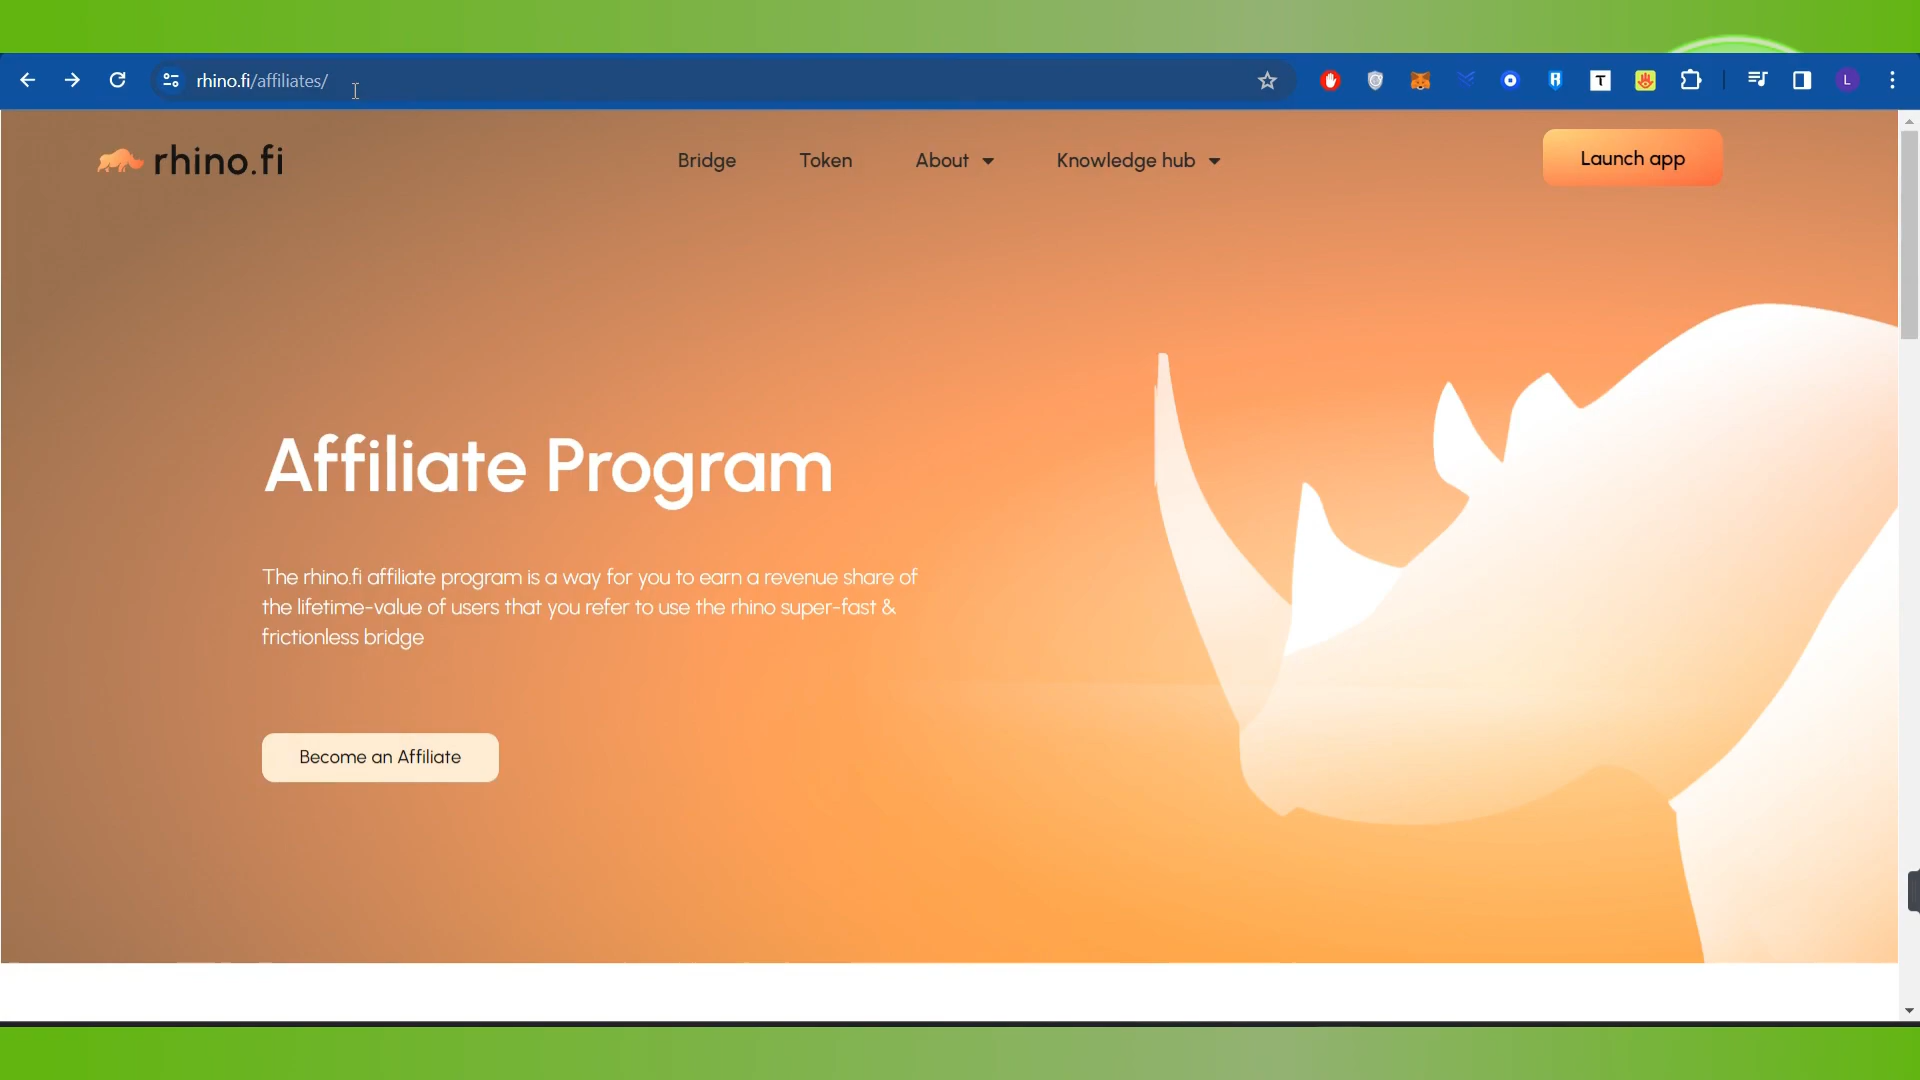 rhino.fi/affiliates/
T
L
rhino.fi
Bridge
Token
About
Knowledge hub
Launch app
Affiliate Program
The rhino.fi affiliate program is a way for you to earn a revenue share of
the lifetime-value of users that you refer to use the rhino super-fast &
frictionless bridge
Become an Affiliate